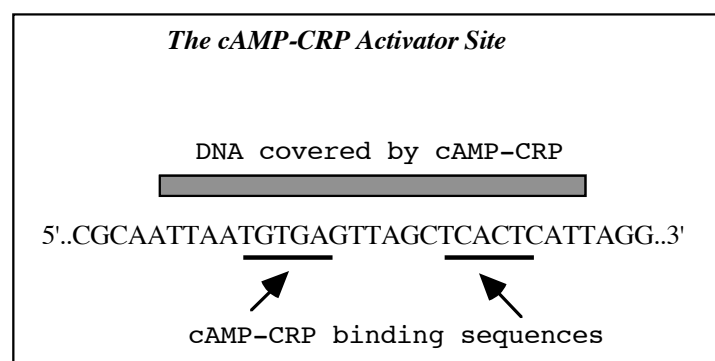 The cAMP-CRP Activator Site
DNA covered by cAMP-CRP
5'..CGCAATTAATGTGAGTTAGCTCACTCATTAGG..3'
cAMP-CRP binding sequences